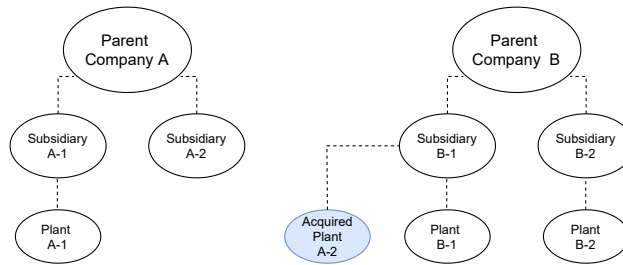 Parent
Company A
Parent
Company B
Subsidiary
A-1
Subsidiary
A-2
Subsidiary
B-1
Subsidiary
B-2
Plant
A-1
Acquired
Plant
A-2
Plant
B-1
Plant
B-2